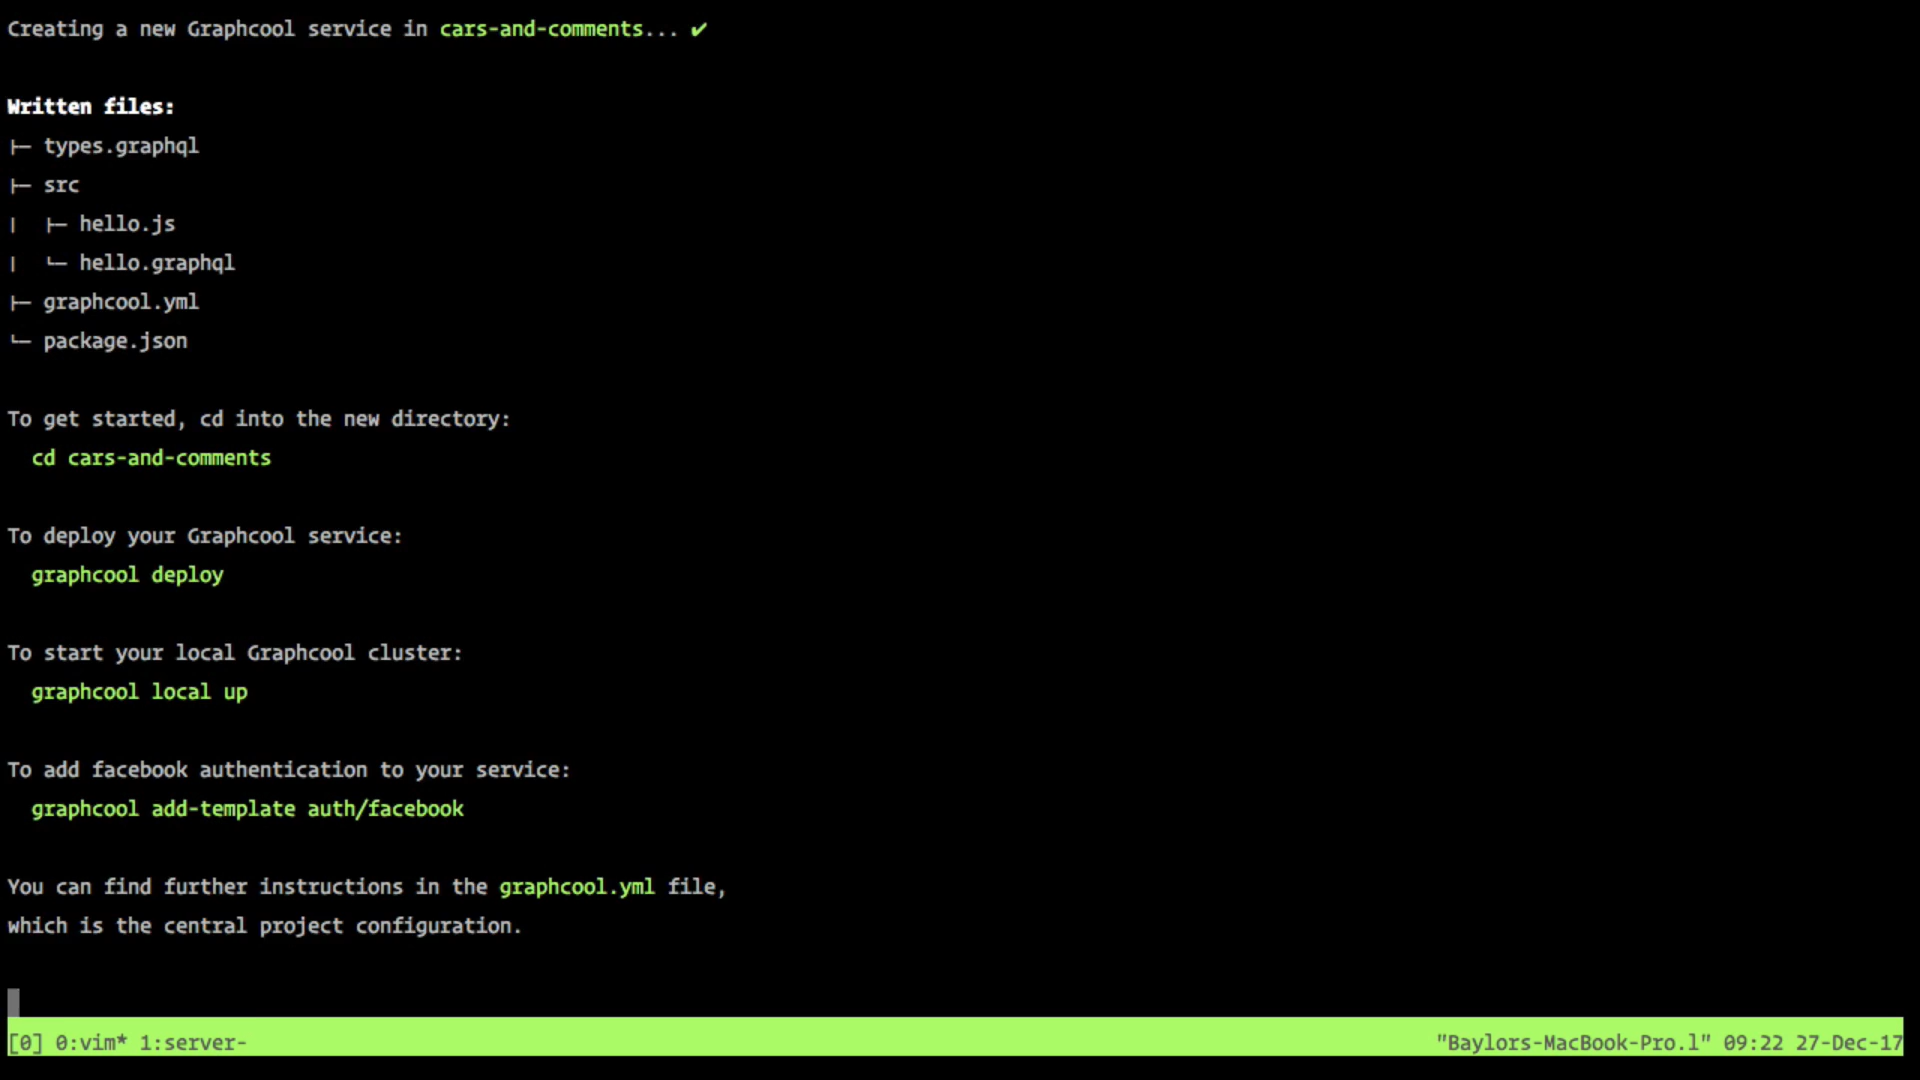 Creating a new Graphcool service in cars-and-comments... ✔
Written files:
├─ types.graphql
├─ src
│  ├─ hello.js
│  └─ hello.graphql
├─ graphcool.yml
└─ package.json
To get started, cd into the new directory:
cd cars-and-comments
To deploy your Graphcool service:
graphcool deploy
To start your local Graphcool cluster:
graphcool local up
To add facebook authentication to your service:
graphcool add-template auth/facebook
You can find further instructions in the graphcool.yml file,
which is the central project configuration.
[0] 0:vim* 1:server- "Baylors-MacBook-Pro.l" 09:22 27-Dec-17